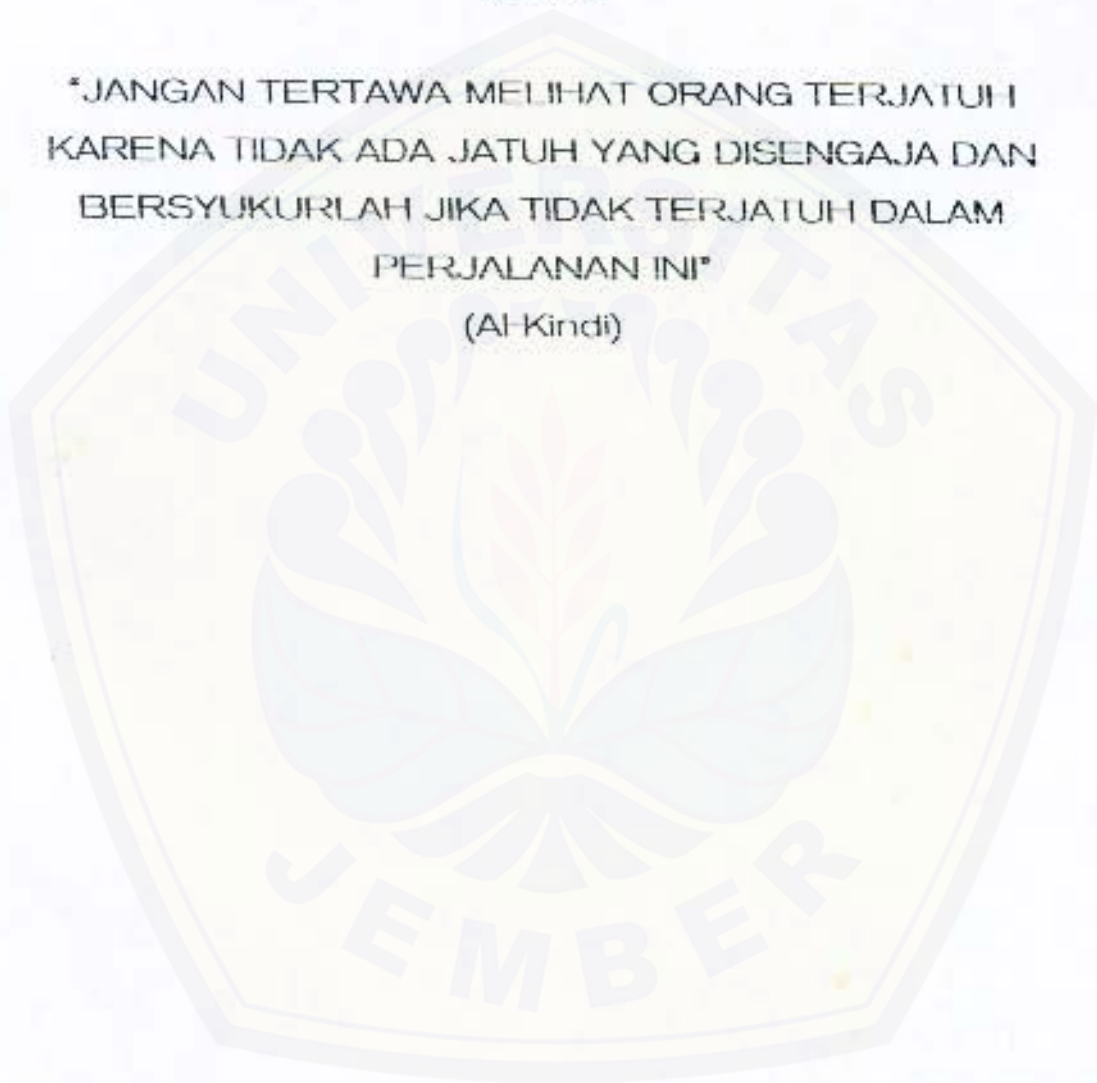 "JANGAN TERTAWA MELIHAT ORANG TERJATUH
KARENA TIDAK ADA JATUH YANG DISENGAJA DAN
BERSYUKURLAH JIKA TIDAK TERJATUH DALAM
PERJALANAN INI"
(Al-Kindi)
UNIVERSITAS
JEMBER